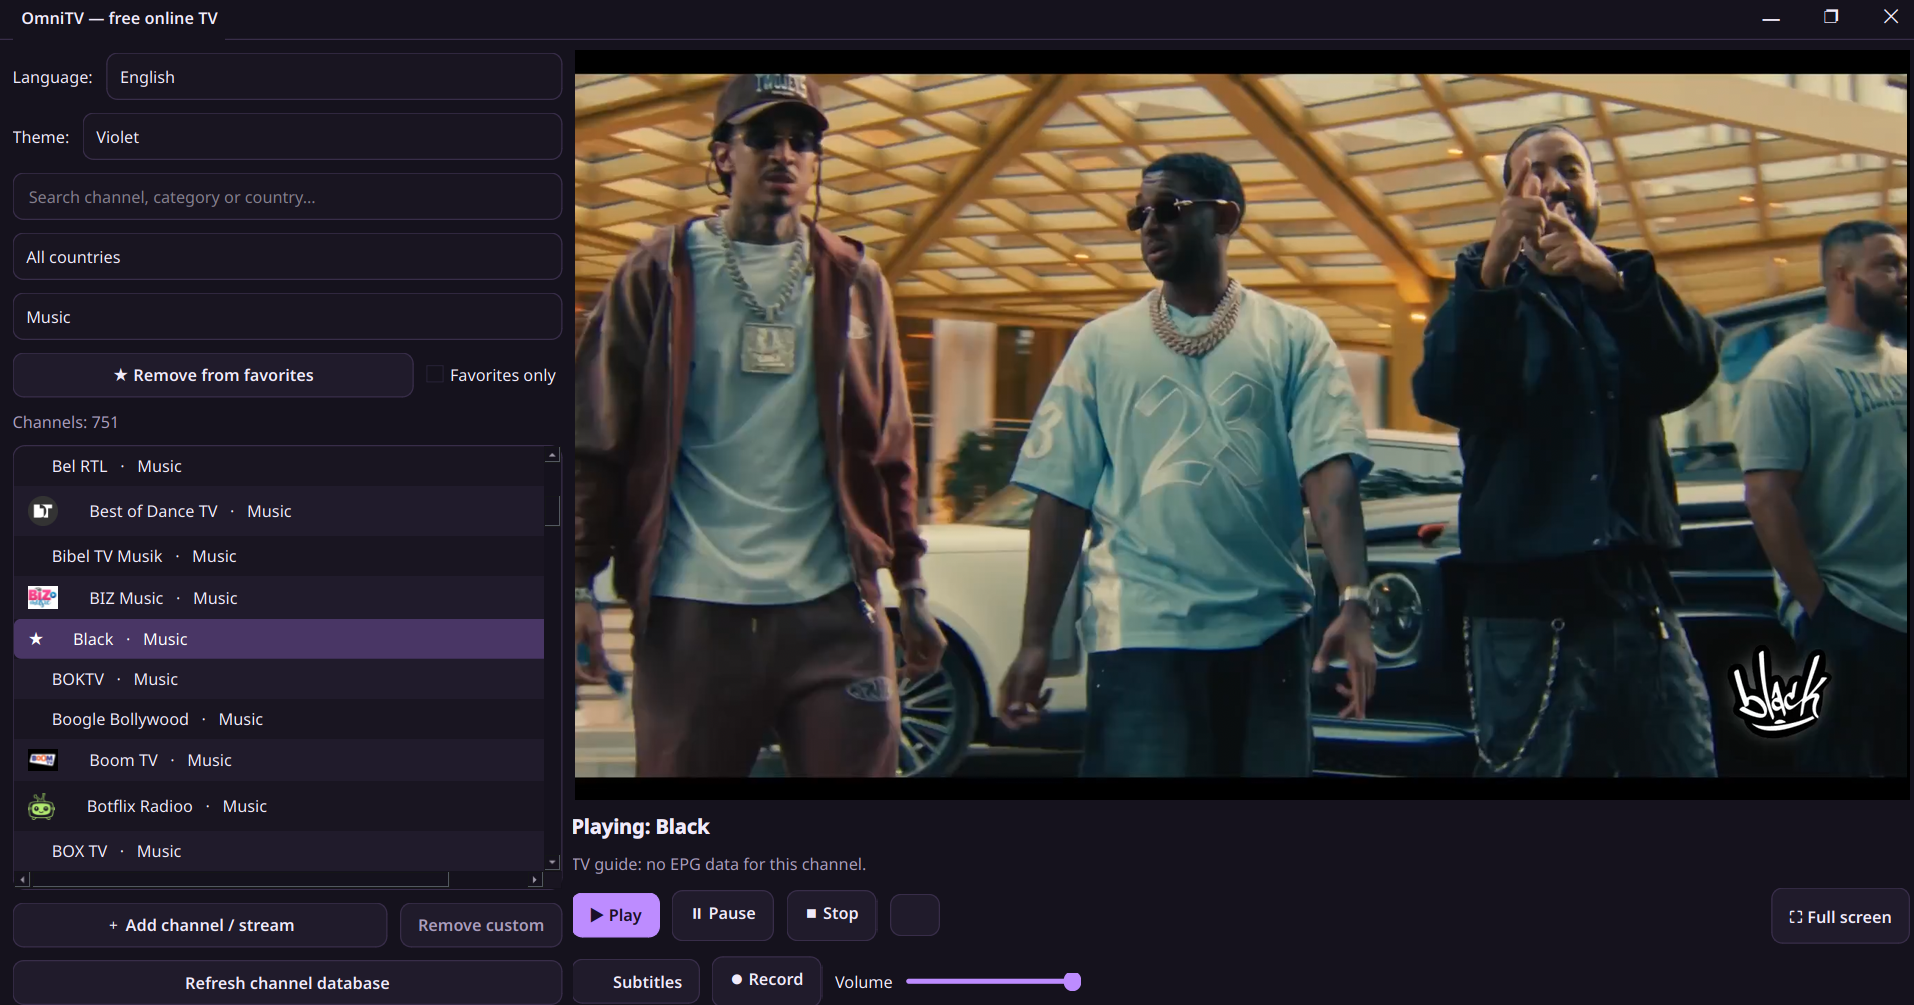 OmniTV — free online TV
Language:
English
Theme:
Violet
Search channel, category or country...
All countries
Music
★ Remove from favorites
Favorites only
Channels: 751
Bel RTL · Music
Best of Dance TV · Music
Bibel TV Musik · Music
BIZ Music · Music
★ Black · Music
BOKTV · Music
Boogle Bollywood · Music
Boom TV · Music
Botflix Radioo · Music
BOX TV · Music
+ Add channel / stream
Remove custom
Refresh channel database
23
3
black
Playing: Black
TV guide: no EPG data for this channel.
▶ Play
⏸ Pause
■ Stop
⛶ Full screen
Subtitles
● Record
Volume